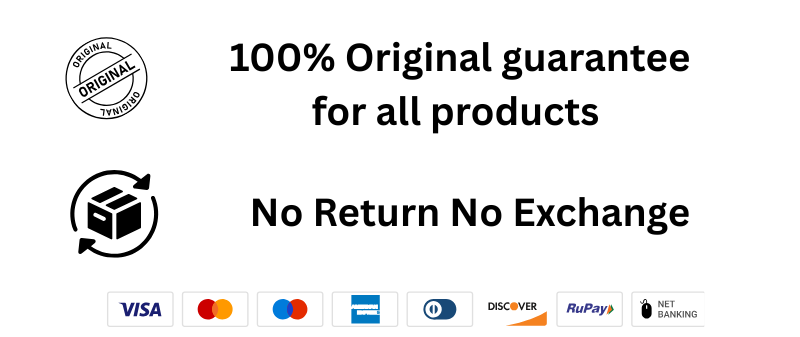 ORIGINAL
ORIGINAL
ORIGINAL
100% Original guarantee
for all products
No Return No Exchange
VISA
DISCOVER
RuPay
NET
BANKING